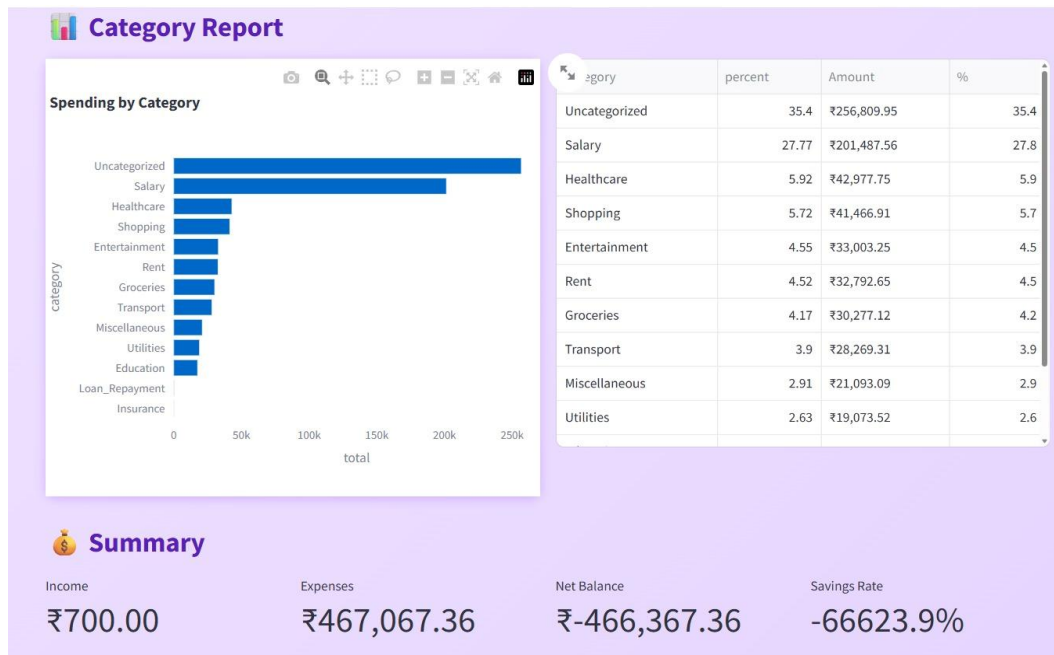 Category Report
Spending by Category
Uncategorized
Salary
Healthcare
Shopping
Entertainment
Rent
Groceries
Transport
Miscellaneous
Utilities
Education
Loan_Repayment
Insurance
category
0 50k 100k 150k 200k 250k
total
egory percent Amount %
Uncategorized 35.4 ₹256,809.95 35.4
Salary 27.77 ₹201,487.56 27.8
Healthcare 5.92 ₹42,977.75 5.9
Shopping 5.72 ₹41,466.91 5.7
Entertainment 4.55 ₹33,003.25 4.5
Rent 4.52 ₹32,792.65 4.5
Groceries 4.17 ₹30,277.12 4.2
Transport 3.9 ₹28,269.31 3.9
Miscellaneous 2.91 ₹21,093.09 2.9
Utilities 2.63 ₹19,073.52 2.6
Summary
Income Expenses Net Balance Savings Rate
₹700.00 ₹467,067.36 ₹-466,367.36 -66623.9%